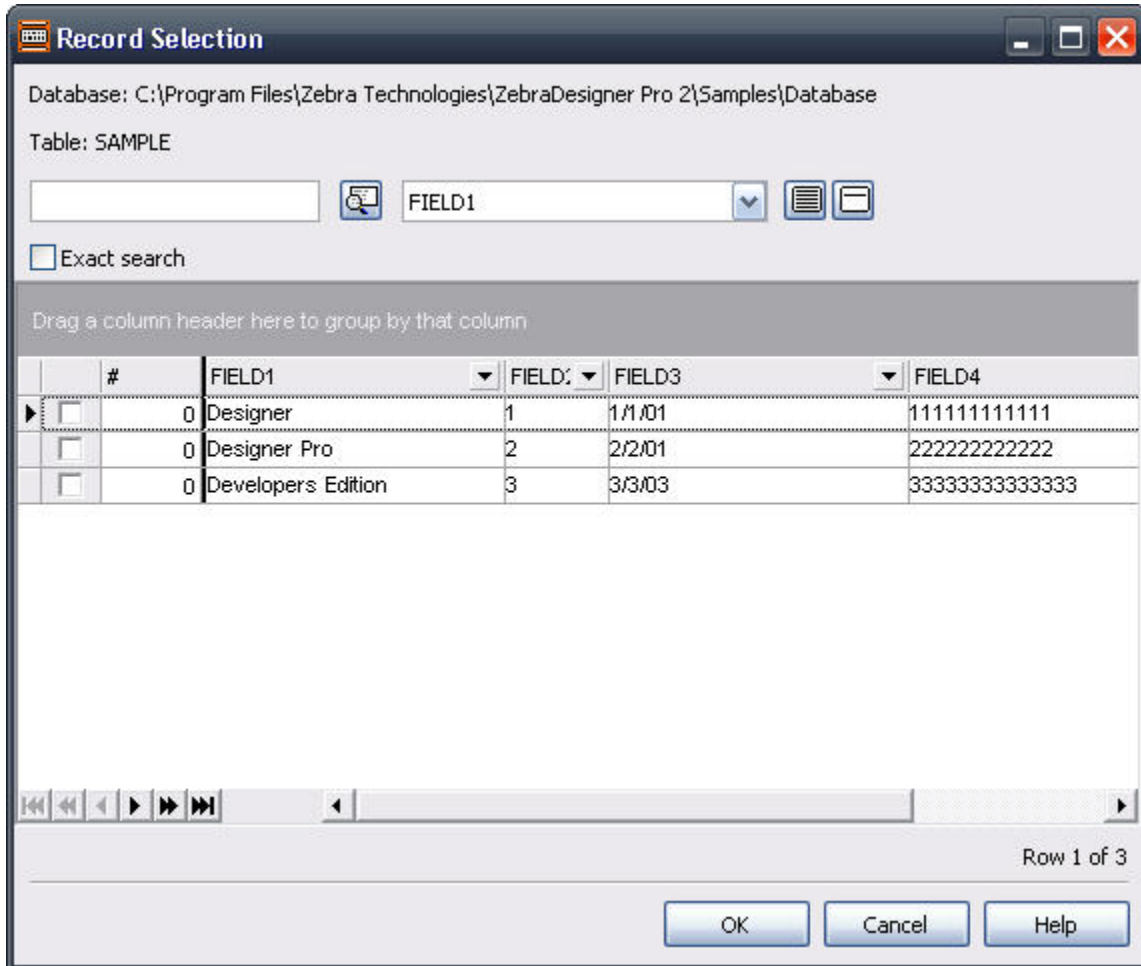 Record Selection
Database: C:\Program Files\Zebra Technologies\ZebraDesigner Pro 2\Samples\Database
Table: SAMPLE
FIELD1
Exact search
Drag a column header here to group by that column
# FIELD1 FIELD2 FIELD3 FIELD4
0 Designer 1 1/1/01 111111111111
0 Designer Pro 2 2/2/01 222222222222
0 Developers Edition 3 3/3/03 33333333333333
Row 1 of 3
OK Cancel Help